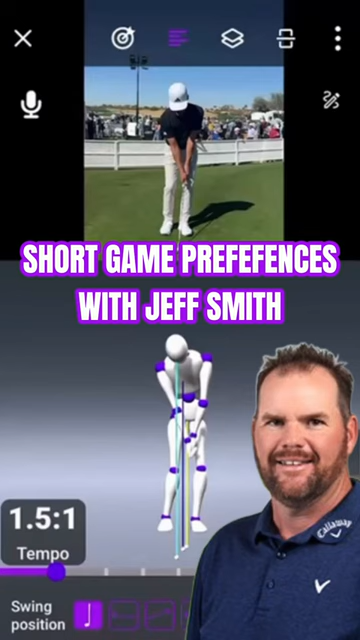 SHORT GAME PREFEFENCES
WITH JEFF SMITH
1.5:1
Tempo
Swing
position
Callaway